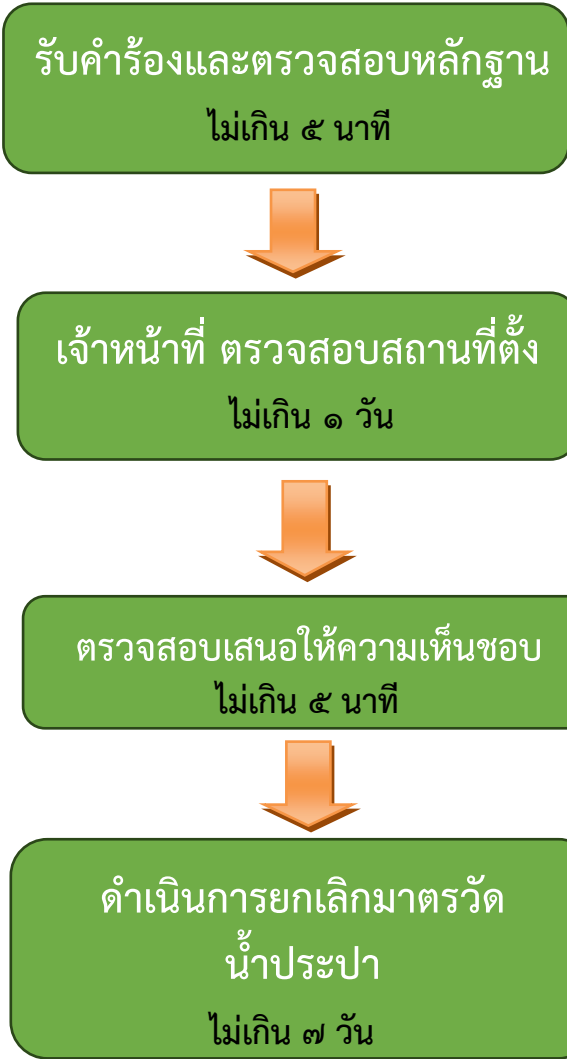 รับคำร้องและตรวจสอบหลักฐาน
ไม่เกิน ๕ นาที
เจ้าหน้าที่ ตรวจสอบสถานที่ตั้ง
ไม่เกิน ๑ วัน
ตรวจสอบเสนอให้ความเห็นชอบ
ไม่เกิน ๕ นาที
ดำเนินการยกเลิกมาตรวัด
น้ำประปา
ไม่เกิน ๗ วัน